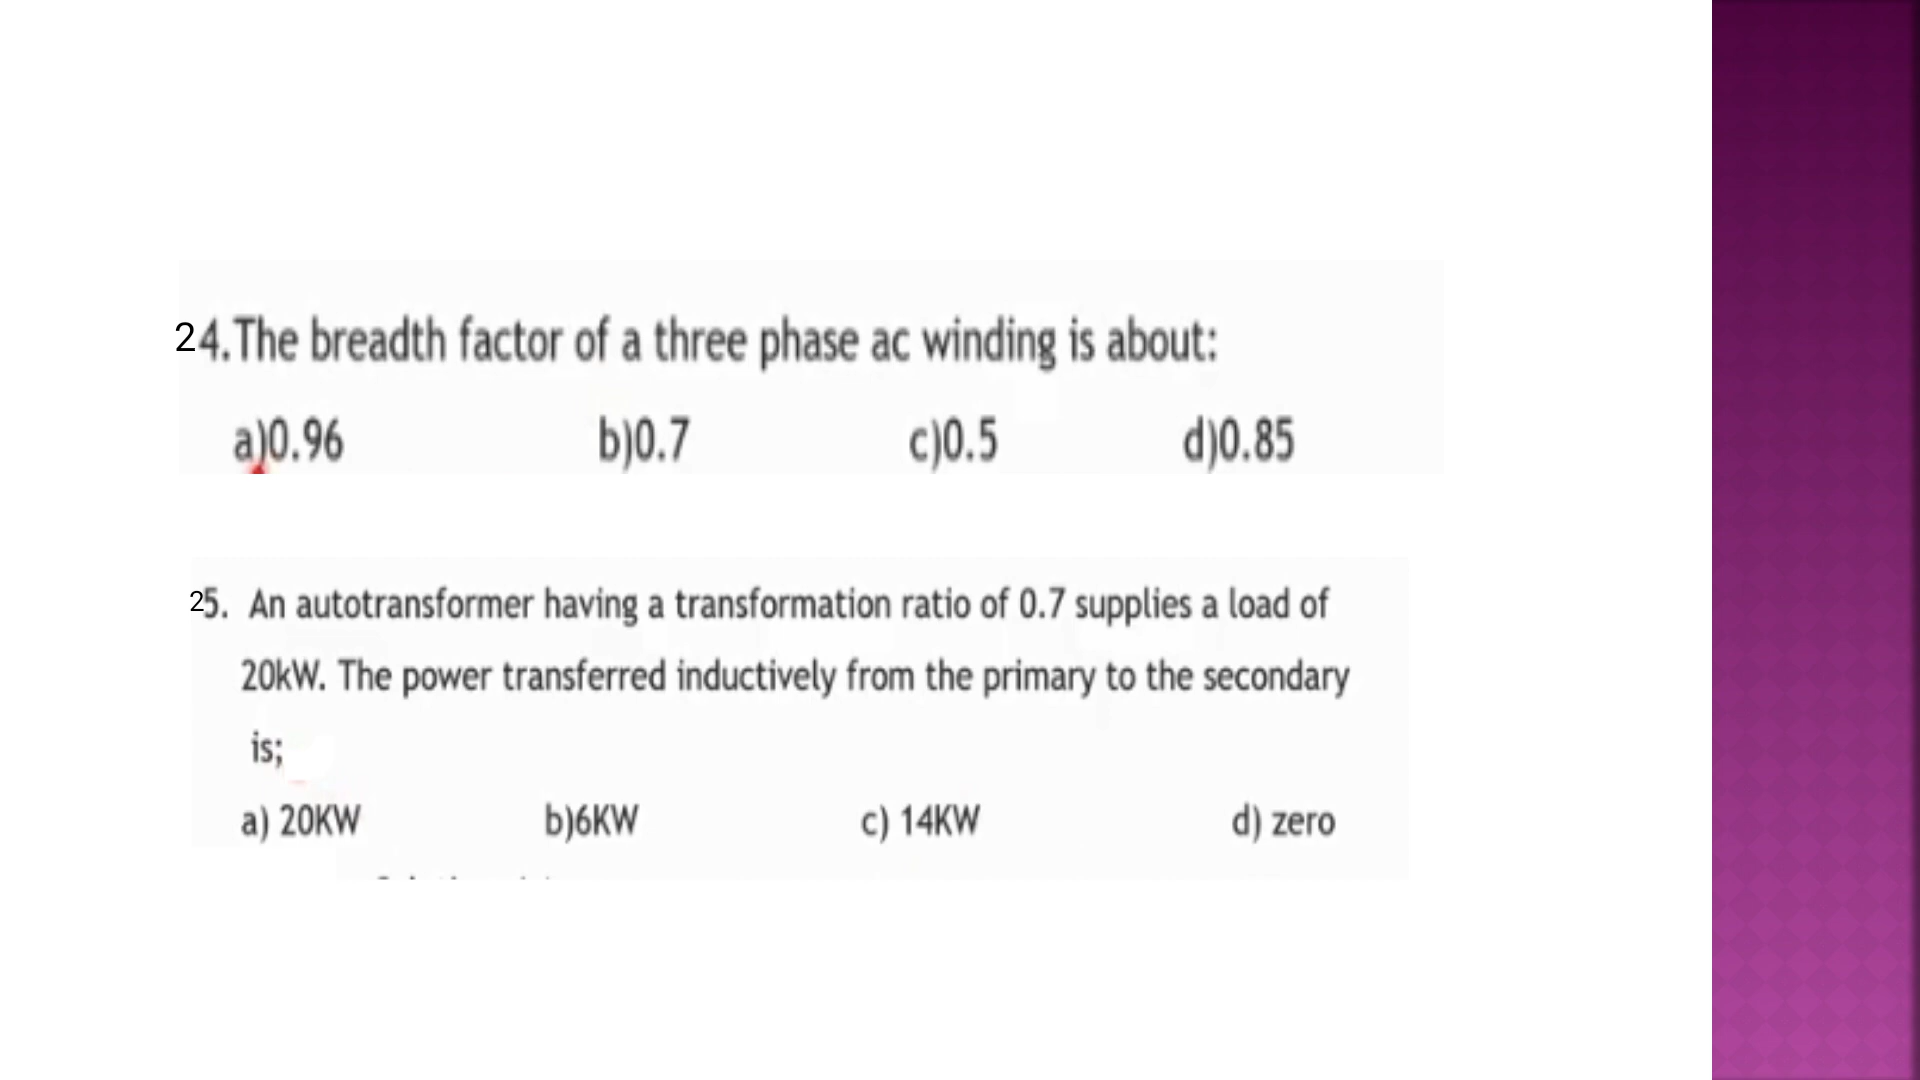 24.The breadth factor of a three phase ac winding is about:
a)0.96 b)0.7 c)0.5 d)0.85
25. An autotransformer having a transformation ratio of 0.7 supplies a load of
20kW. The power transferred inductively from the primary to the secondary
is;
a) 20KW b)6KW c) 14KW d) zero